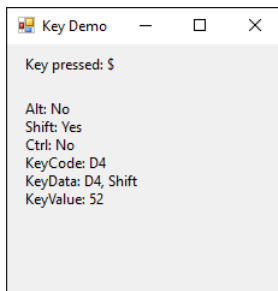 Key Demo
Key pressed: $
Alt: No
Shift: Yes
Ctrl: No
KeyCode: D4
KeyData: D4, Shift
KeyValue: 52